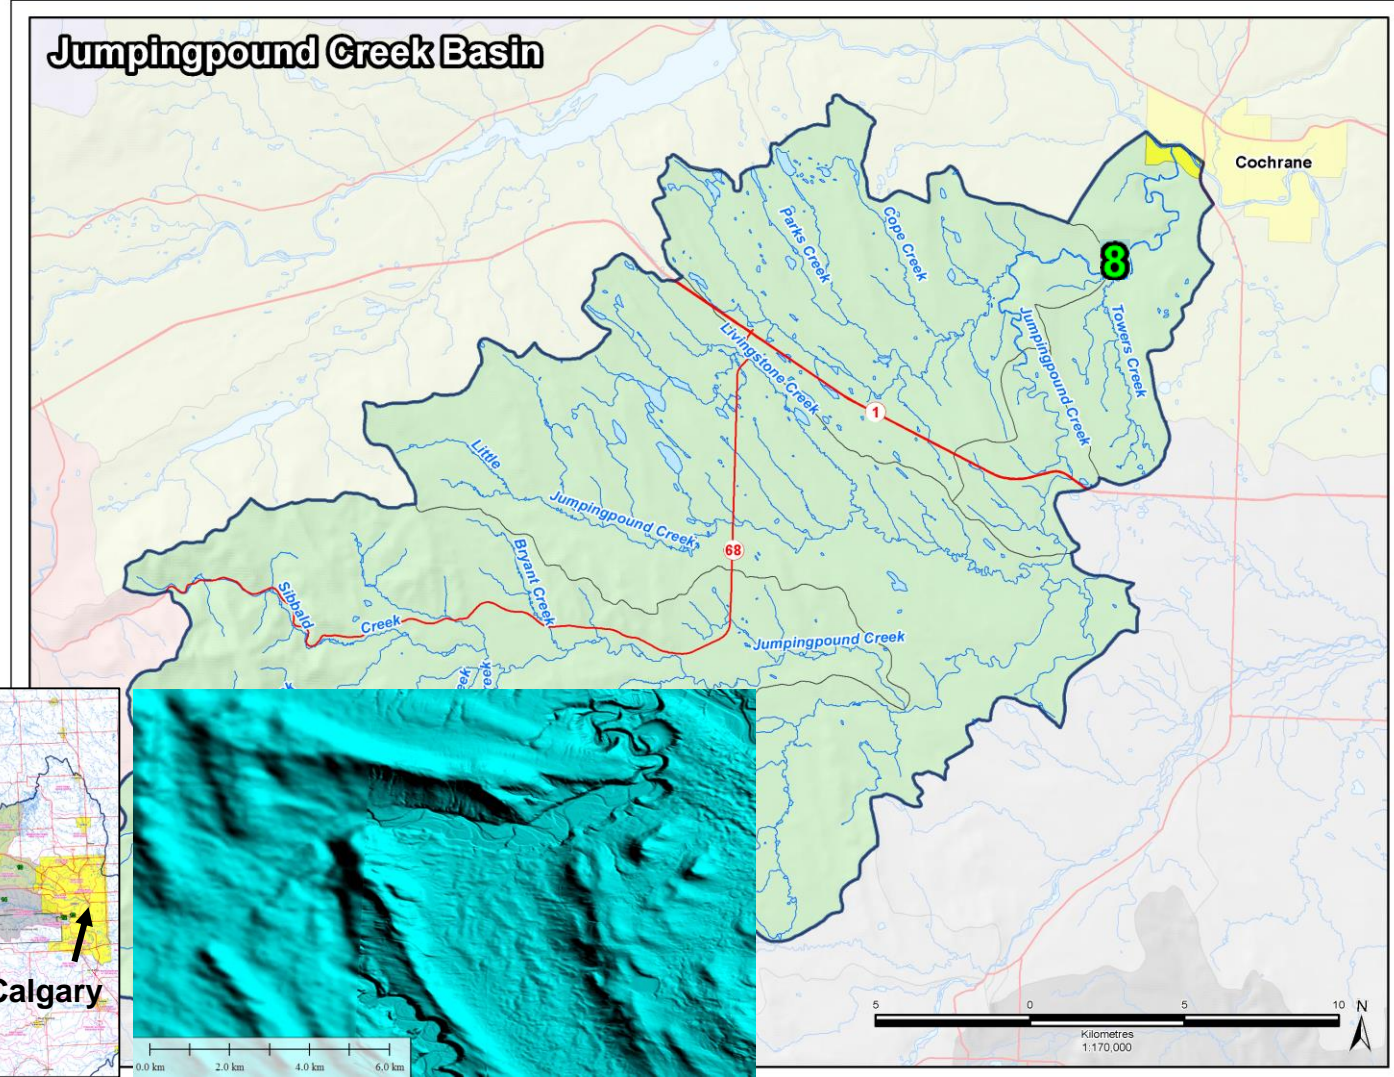 Jumpingpound Creek Basin
Cochrane
Parks Creek
Cope Creek
8
Jumpingpound Creek
Towers Creek
Livingstone Creek
1
Little
Jumpingpound Creek
68
Bryant Creek
Sibbald
Creek
Jumpingpound Creek
eek
reek
Calgary
0.0 km 2.0 km 4.0 km 6.0 km
5 0 5 10
Kilometres
1:170,000
N